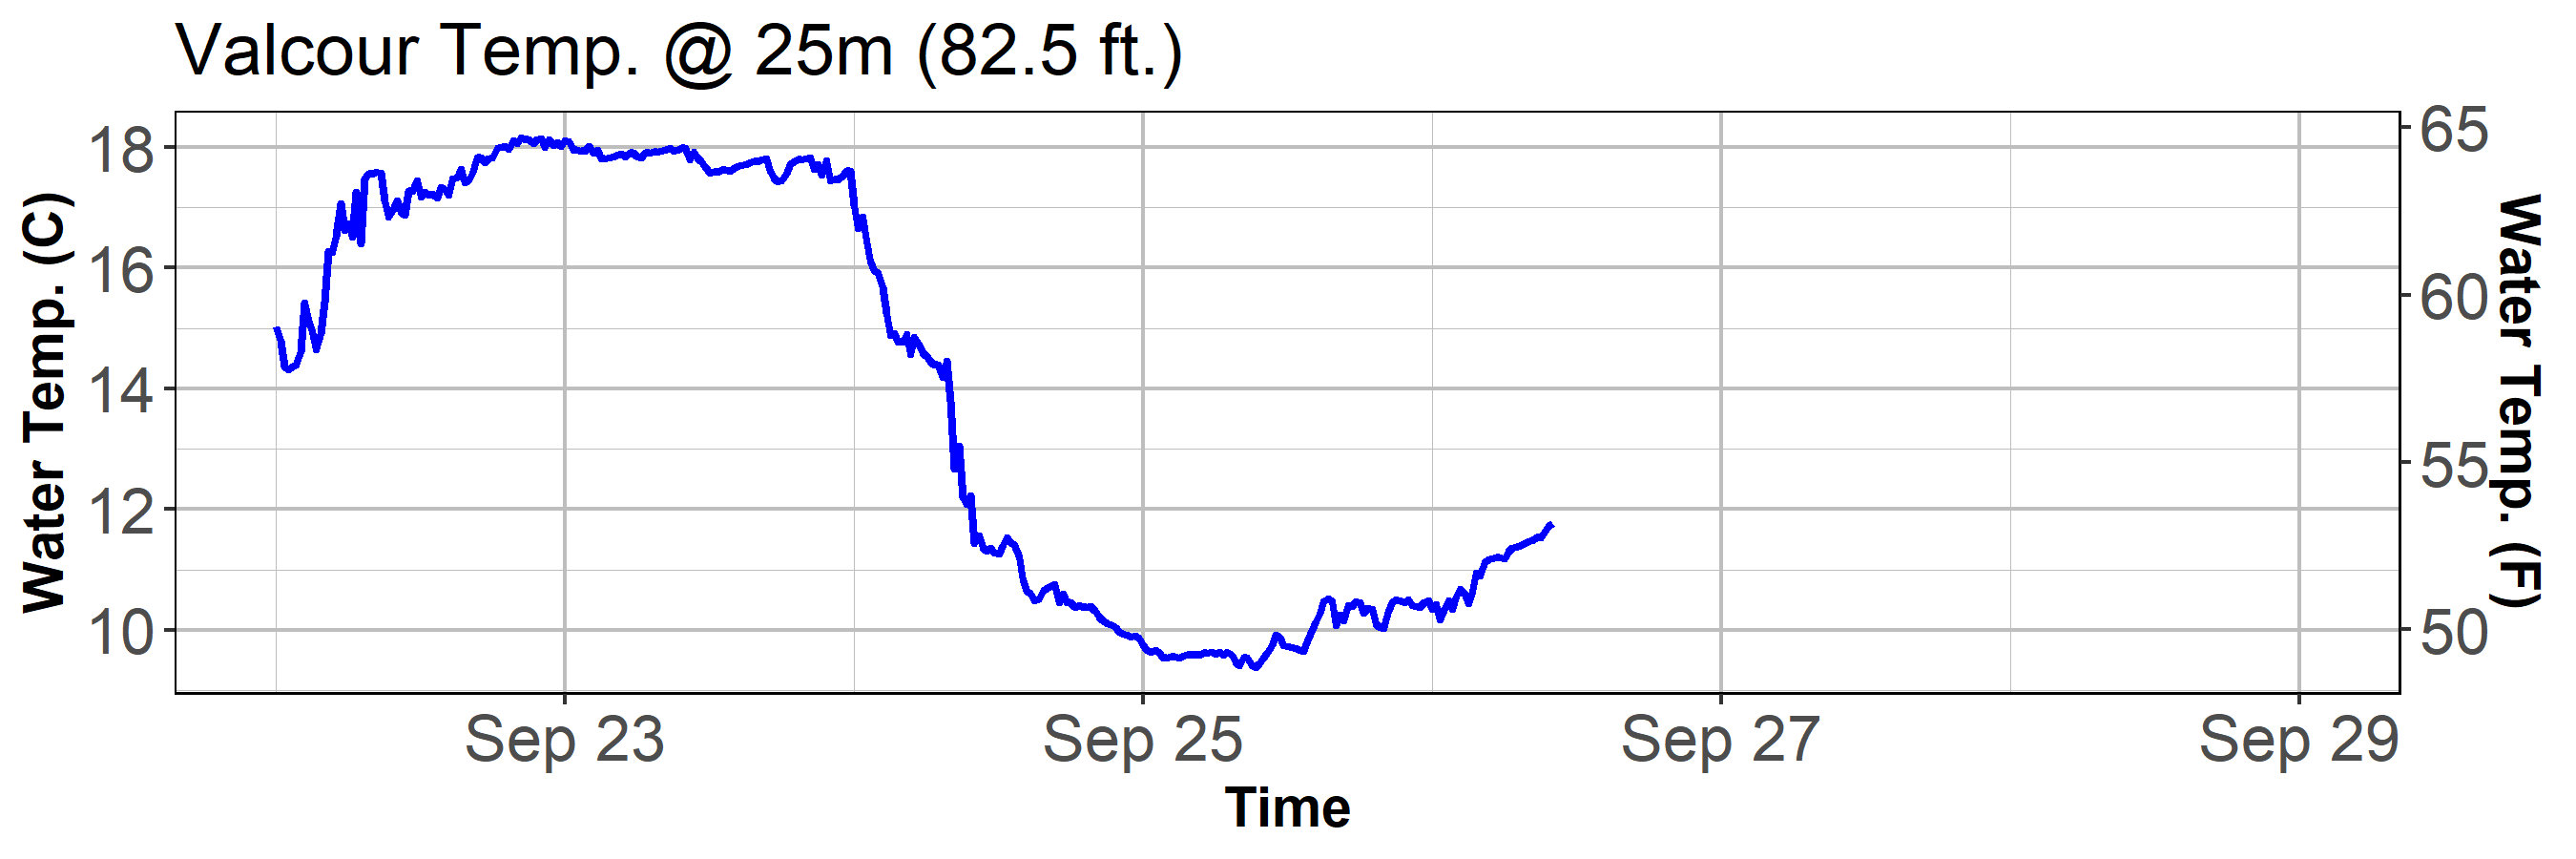 Valcour Temp. @ 25m (82.5 ft.)
Water Temp. (C)
18
16
14
12
10
65
60
55
50
Water Temp. (F)
Sep 23
Sep 25
Sep 27
Sep 29
Time